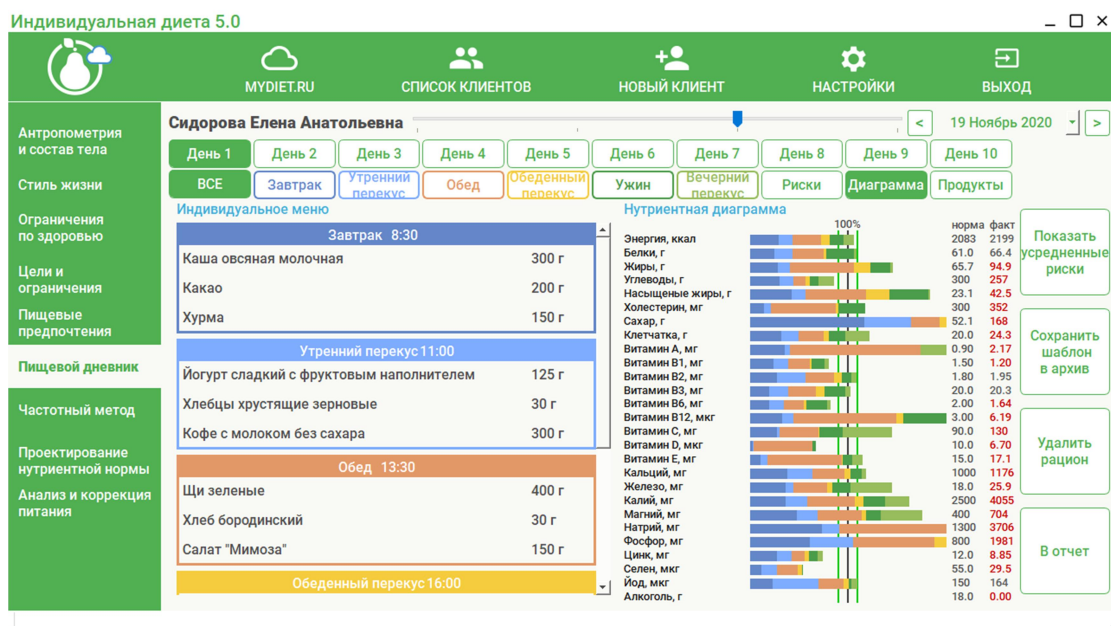 Индивидуальная диета 5.0
MYDIET.RU
СПИСОК КЛИЕНТОВ
НОВЫЙ КЛИЕНТ
НАСТРОЙКИ
ВЫХОД
Антропометрия
и состав тела
Стиль жизни
Ограничения
по здоровью
Цели и
ограничения
Пищевые
предпочтения
Пищевой дневник
Частотный метод
Проектирование
нутриентной нормы
Анализ и коррекция
питания
Сидорова Елена Анатольевна
< 19 Ноябрь 2020 >
День 1 День 2 День 3 День 4 День 5 День 6 День 7 День 8 День 9 День 10
ВСЕ Завтрак Утренний перекус Обед Обеденный перекус Ужин Вечерний перекус Риски Диаграмма Продукты
Индивидуальное меню
Завтрак 8:30
Каша овсяная молочная 300 г
Какао 200 г
Хурма 150 г
Утренний перекус 11:00
Йогурт сладкий с фруктовым наполнителем 125 г
Хлебцы хрустящие зерновые 30 г
Кофе с молоком без сахара 300 г
Обед 13:30
Щи зеленые 400 г
Хлеб бородинский 30 г
Салат "Мимоза" 150 г
Обеденный перекус 16:00
Нутриентная диаграмма
100% норма факт
Энергия, ккал 2083 2199
Белки, г 61.0 66.4
Жиры, г 65.7 94.9
Углеводы, г 300 257
Насыщенные жиры, г 23.1 42.5
Холестерин, мг 300 352
Сахар, г 52.1 168
Клетчатка, г 20.0 24.3
Витамин А, мг 0.90 2.17
Витамин В1, мг 1.50 1.20
Витамин В2, мг 1.80 1.95
Витамин В3, мг 20.0 20.3
Витамин В6, мг 2.00 1.64
Витамин В12, мкг 3.00 6.19
Витамин С, мг 90.0 130
Витамин D, мкг 10.0 6.70
Витамин Е, мг 15.0 17.1
Кальций, мг 1000 1176
Железо, мг 18.0 25.9
Калий, мг 2500 4055
Магний, мг 400 704
Натрий, мг 1300 3706
Фосфор, мг 800 1981
Цинк, мг 12.0 8.85
Селен, мкг 55.0 29.5
Йод, мкг 150 164
Алкоголь, г 18.0 0.00
Показать
усредненные
риски
Сохранить
шаблон
в архив
Удалить
рацион
В отчет